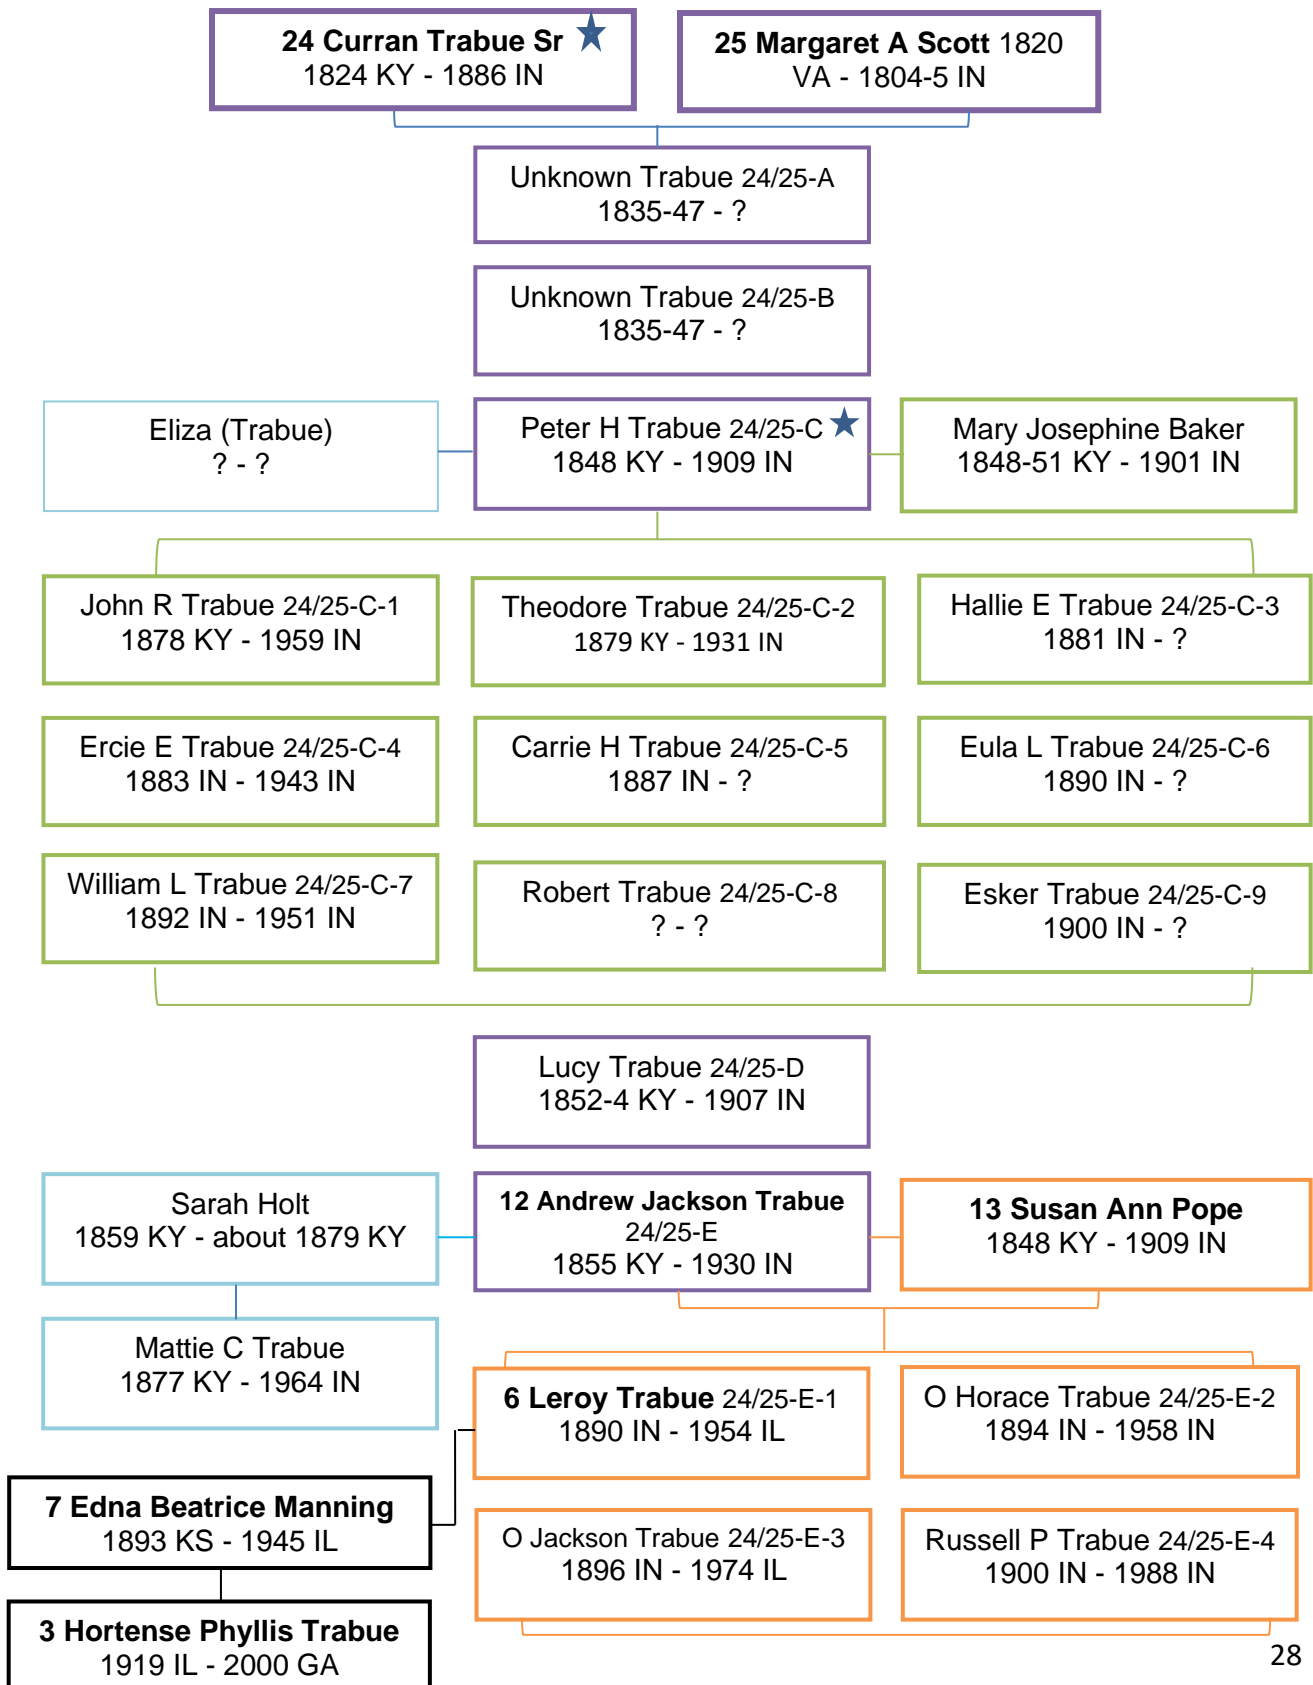 24 Curran Trabue Sr
1824 KY - 1886 IN
25 Margaret A Scott 1820
VA - 1804-5 IN
Unknown Trabue 24/25-A
1835-47 - ?
Unknown Trabue 24/25-B
1835-47 - ?
Eliza (Trabue)
? - ?
Peter H Trabue 24/25-C
1848 KY - 1909 IN
Mary Josephine Baker
1848-51 KY - 1901 IN
John R Trabue 24/25-C-1
1878 KY - 1959 IN
Theodore Trabue 24/25-C-2
1879 KY - 1931 IN
Hallie E Trabue 24/25-C-3
1881 IN - ?
Ercie E Trabue 24/25-C-4
1883 IN - 1943 IN
Carrie H Trabue 24/25-C-5
1887 IN - ?
Eula L Trabue 24/25-C-6
1890 IN - ?
William L Trabue 24/25-C-7
1892 IN - 1951 IN
Robert Trabue 24/25-C-8
? - ?
Esker Trabue 24/25-C-9
1900 IN - ?
Lucy Trabue 24/25-D
1852-4 KY - 1907 IN
Sarah Holt
1859 KY - about 1879 KY
12 Andrew Jackson Trabue
24/25-E
1855 KY - 1930 IN
13 Susan Ann Pope
1848 KY - 1909 IN
Mattie C Trabue
1877 KY - 1964 IN
6 Leroy Trabue 24/25-E-1
1890 IN - 1954 IL
O Horace Trabue 24/25-E-2
1894 IN - 1958 IN
7 Edna Beatrice Manning
1893 KS - 1945 IL
O Jackson Trabue 24/25-E-3
1896 IN - 1974 IL
Russell P Trabue 24/25-E-4
1900 IN - 1988 IN
3 Hortense Phyllis Trabue
1919 IL - 2000 GA
28